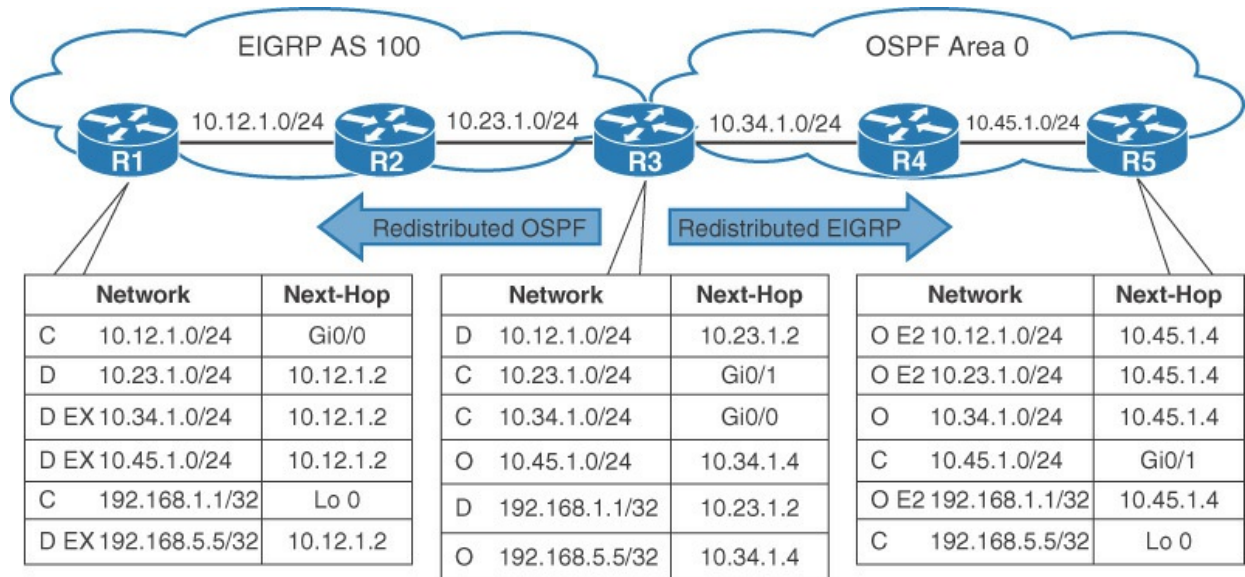 EIGRP AS 100
OSPF Area 0
10.12.1.0/24
10.23.1.0/24
10.34.1.0/24
10.45.1.0/24
R1
R2
R3
R4
R5
Redistributed OSPF
Redistributed EIGRP
Network Next-Hop
C 10.12.1.0/24 Gi0/0
D 10.23.1.0/24 10.12.1.2
D EX 10.34.1.0/24 10.12.1.2
D EX 10.45.1.0/24 10.12.1.2
C 192.168.1.1/32 Lo 0
D EX 192.168.5.5/32 10.12.1.2
Network Next-Hop
D 10.12.1.0/24 10.23.1.2
C 10.23.1.0/24 Gi0/1
C 10.34.1.0/24 Gi0/0
O 10.45.1.0/24 10.34.1.4
D 192.168.1.1/32 10.23.1.2
O 192.168.5.5/32 10.34.1.4
Network Next-Hop
O E2 10.12.1.0/24 10.45.1.4
O E2 10.23.1.0/24 10.45.1.4
O 10.34.1.0/24 10.45.1.4
C 10.45.1.0/24 Gi0/1
O E2 192.168.1.1/32 10.45.1.4
C 192.168.5.5/32 Lo 0